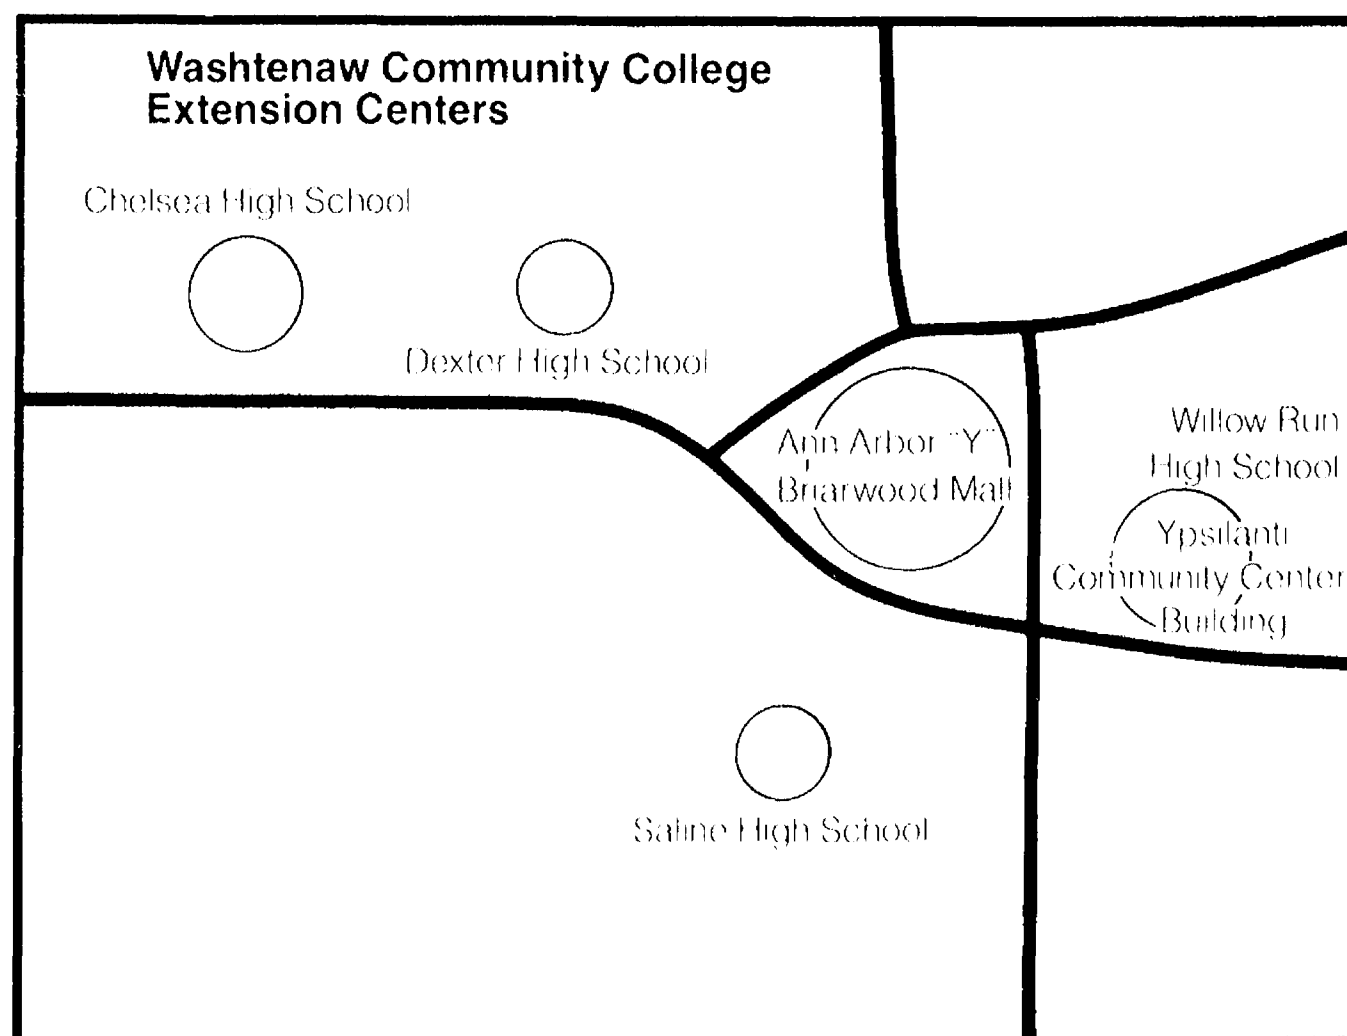 Washtenaw Community College
Extension Centers
Chelsea High School
Dexter High School
Ann Arbor "Y"
Briarwood Mall
Willow Run
High School
Ypsilanti
Community Center
Building
Saline High School